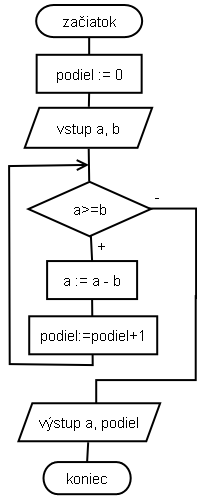 začiatok
podiel := 0
vstup a, b
a>=b
-
+
a := a - b
podiel:=podiel+1
výstup a, podiel
koniec